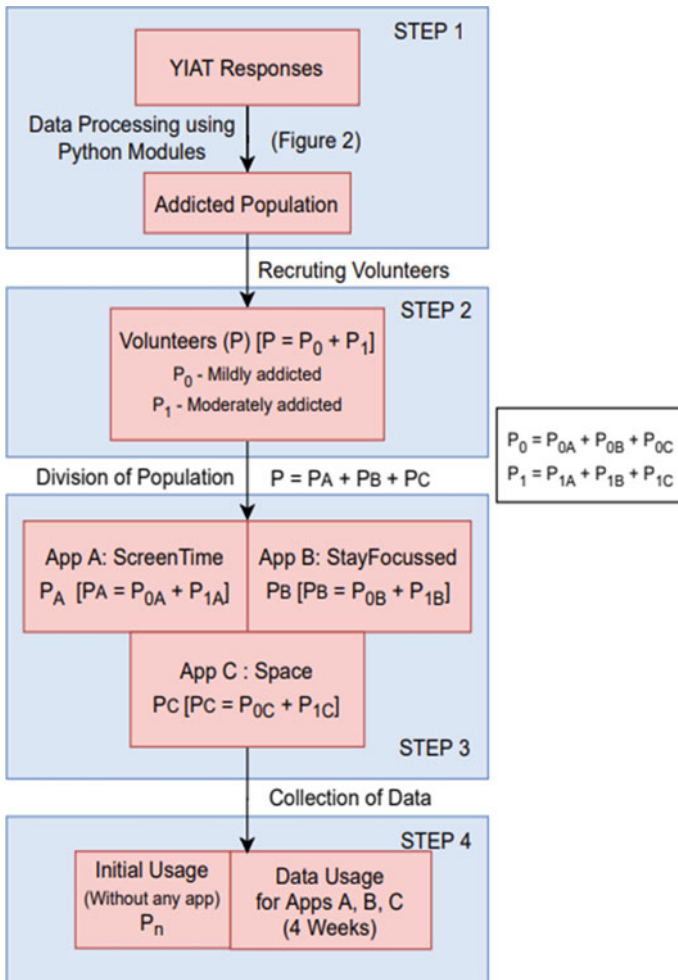 STEP 1
YIAT Responses
Data Processing using
Python Modules
(Figure 2)
Addicted Population
Recruting Volunteers
STEP 2
Volunteers (P) [P = P₀ + P₁]
P₀ - Mildly addicted
P₁ - Moderately addicted
P₀ = P₀A + P₀B + P₀C
P₁ = P₁A + P₁B + P₁C
Division of Population
P = PA + PB + PC
App A: ScreenTime
PA [PA = P₀A + P₁A]
App B: StayFocussed
PB [PB = P₀B + P₁B]
App C : Space
PC [PC = P₀C + P₁C]
STEP 3
Collection of Data
STEP 4
Initial Usage
(Without any app)
Pₙ
Data Usage
for Apps A, B, C
(4 Weeks)